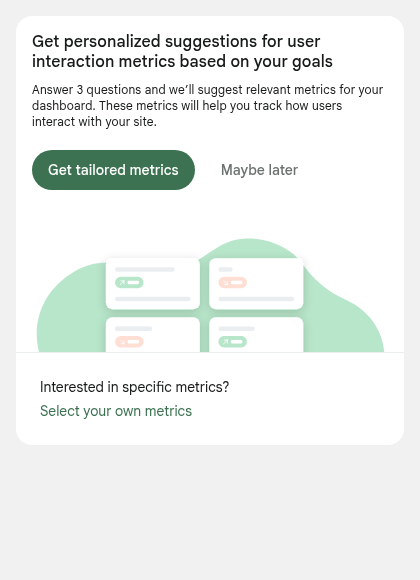 Get personalized suggestions for user
interaction metrics based on your goals
Answer 3 questions and we’ll suggest relevant metrics for your
dashboard. These metrics will help you track how users
interact with your site.
Get tailored metrics
Maybe later
Interested in specific metrics?
Select your own metrics